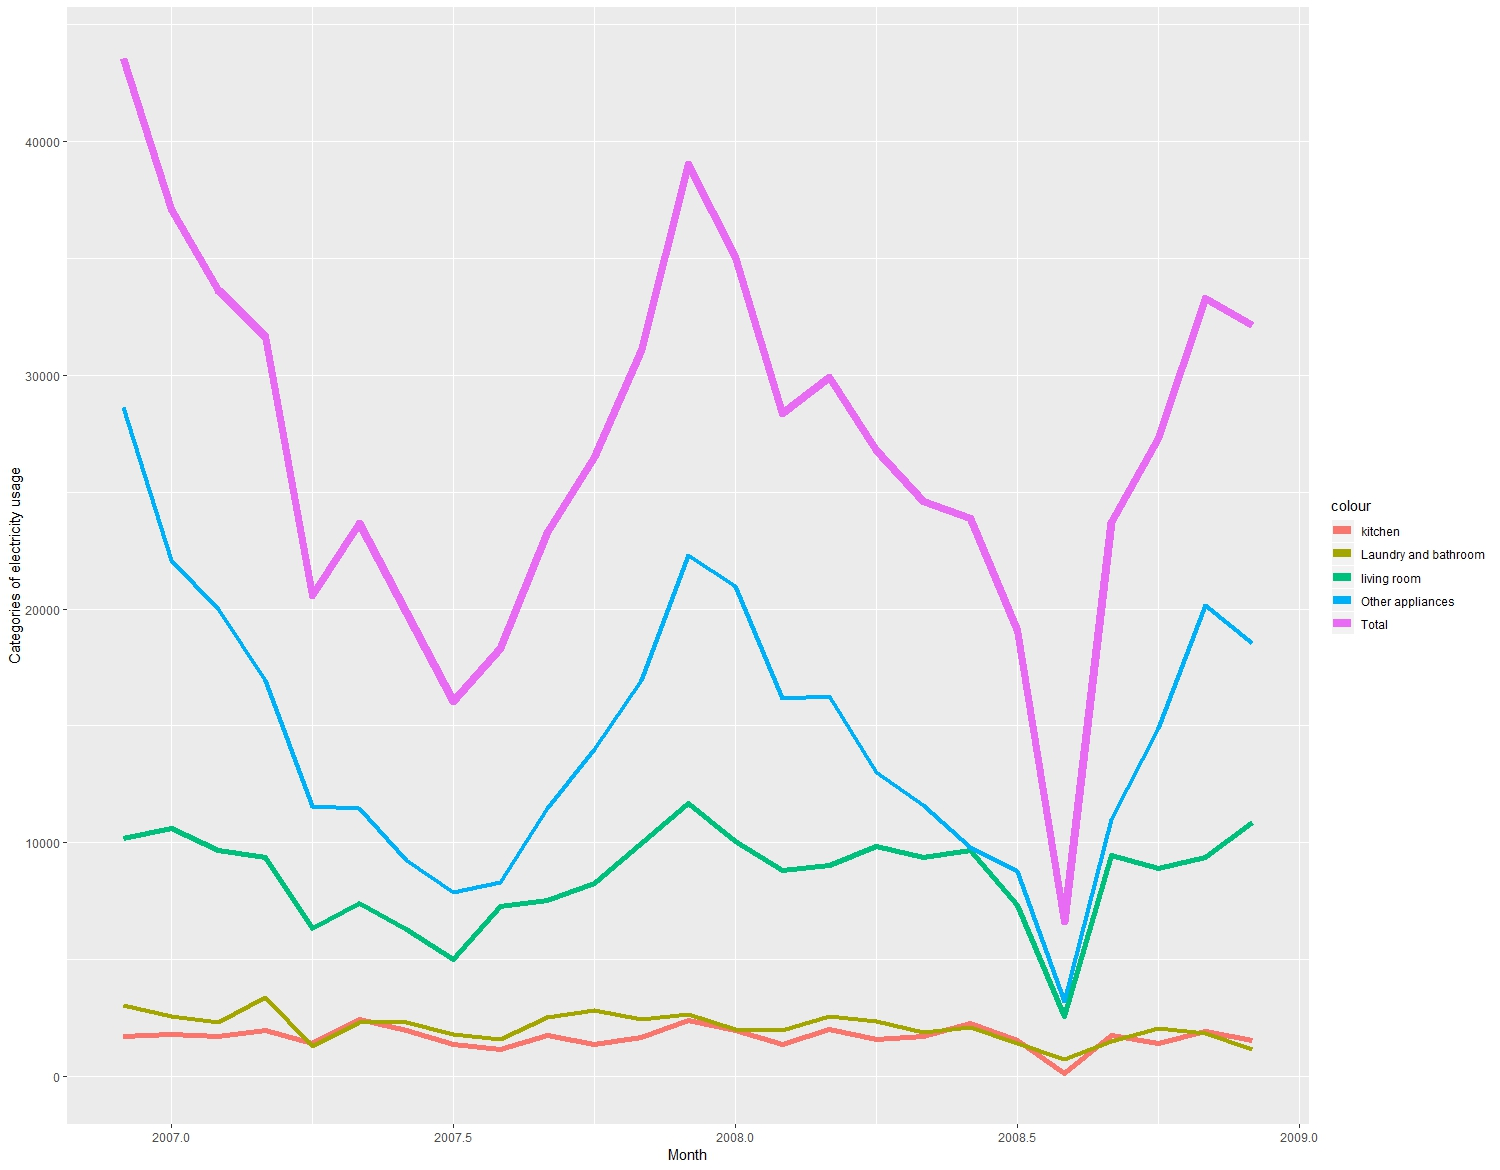 Categories of electricity usage
40000
30000
20000
10000
0
2007.0
2007.5
2008.0
2008.5
2009.0
Month
colour
kitchen
Laundry and bathroom
living room
Other appliances
Total